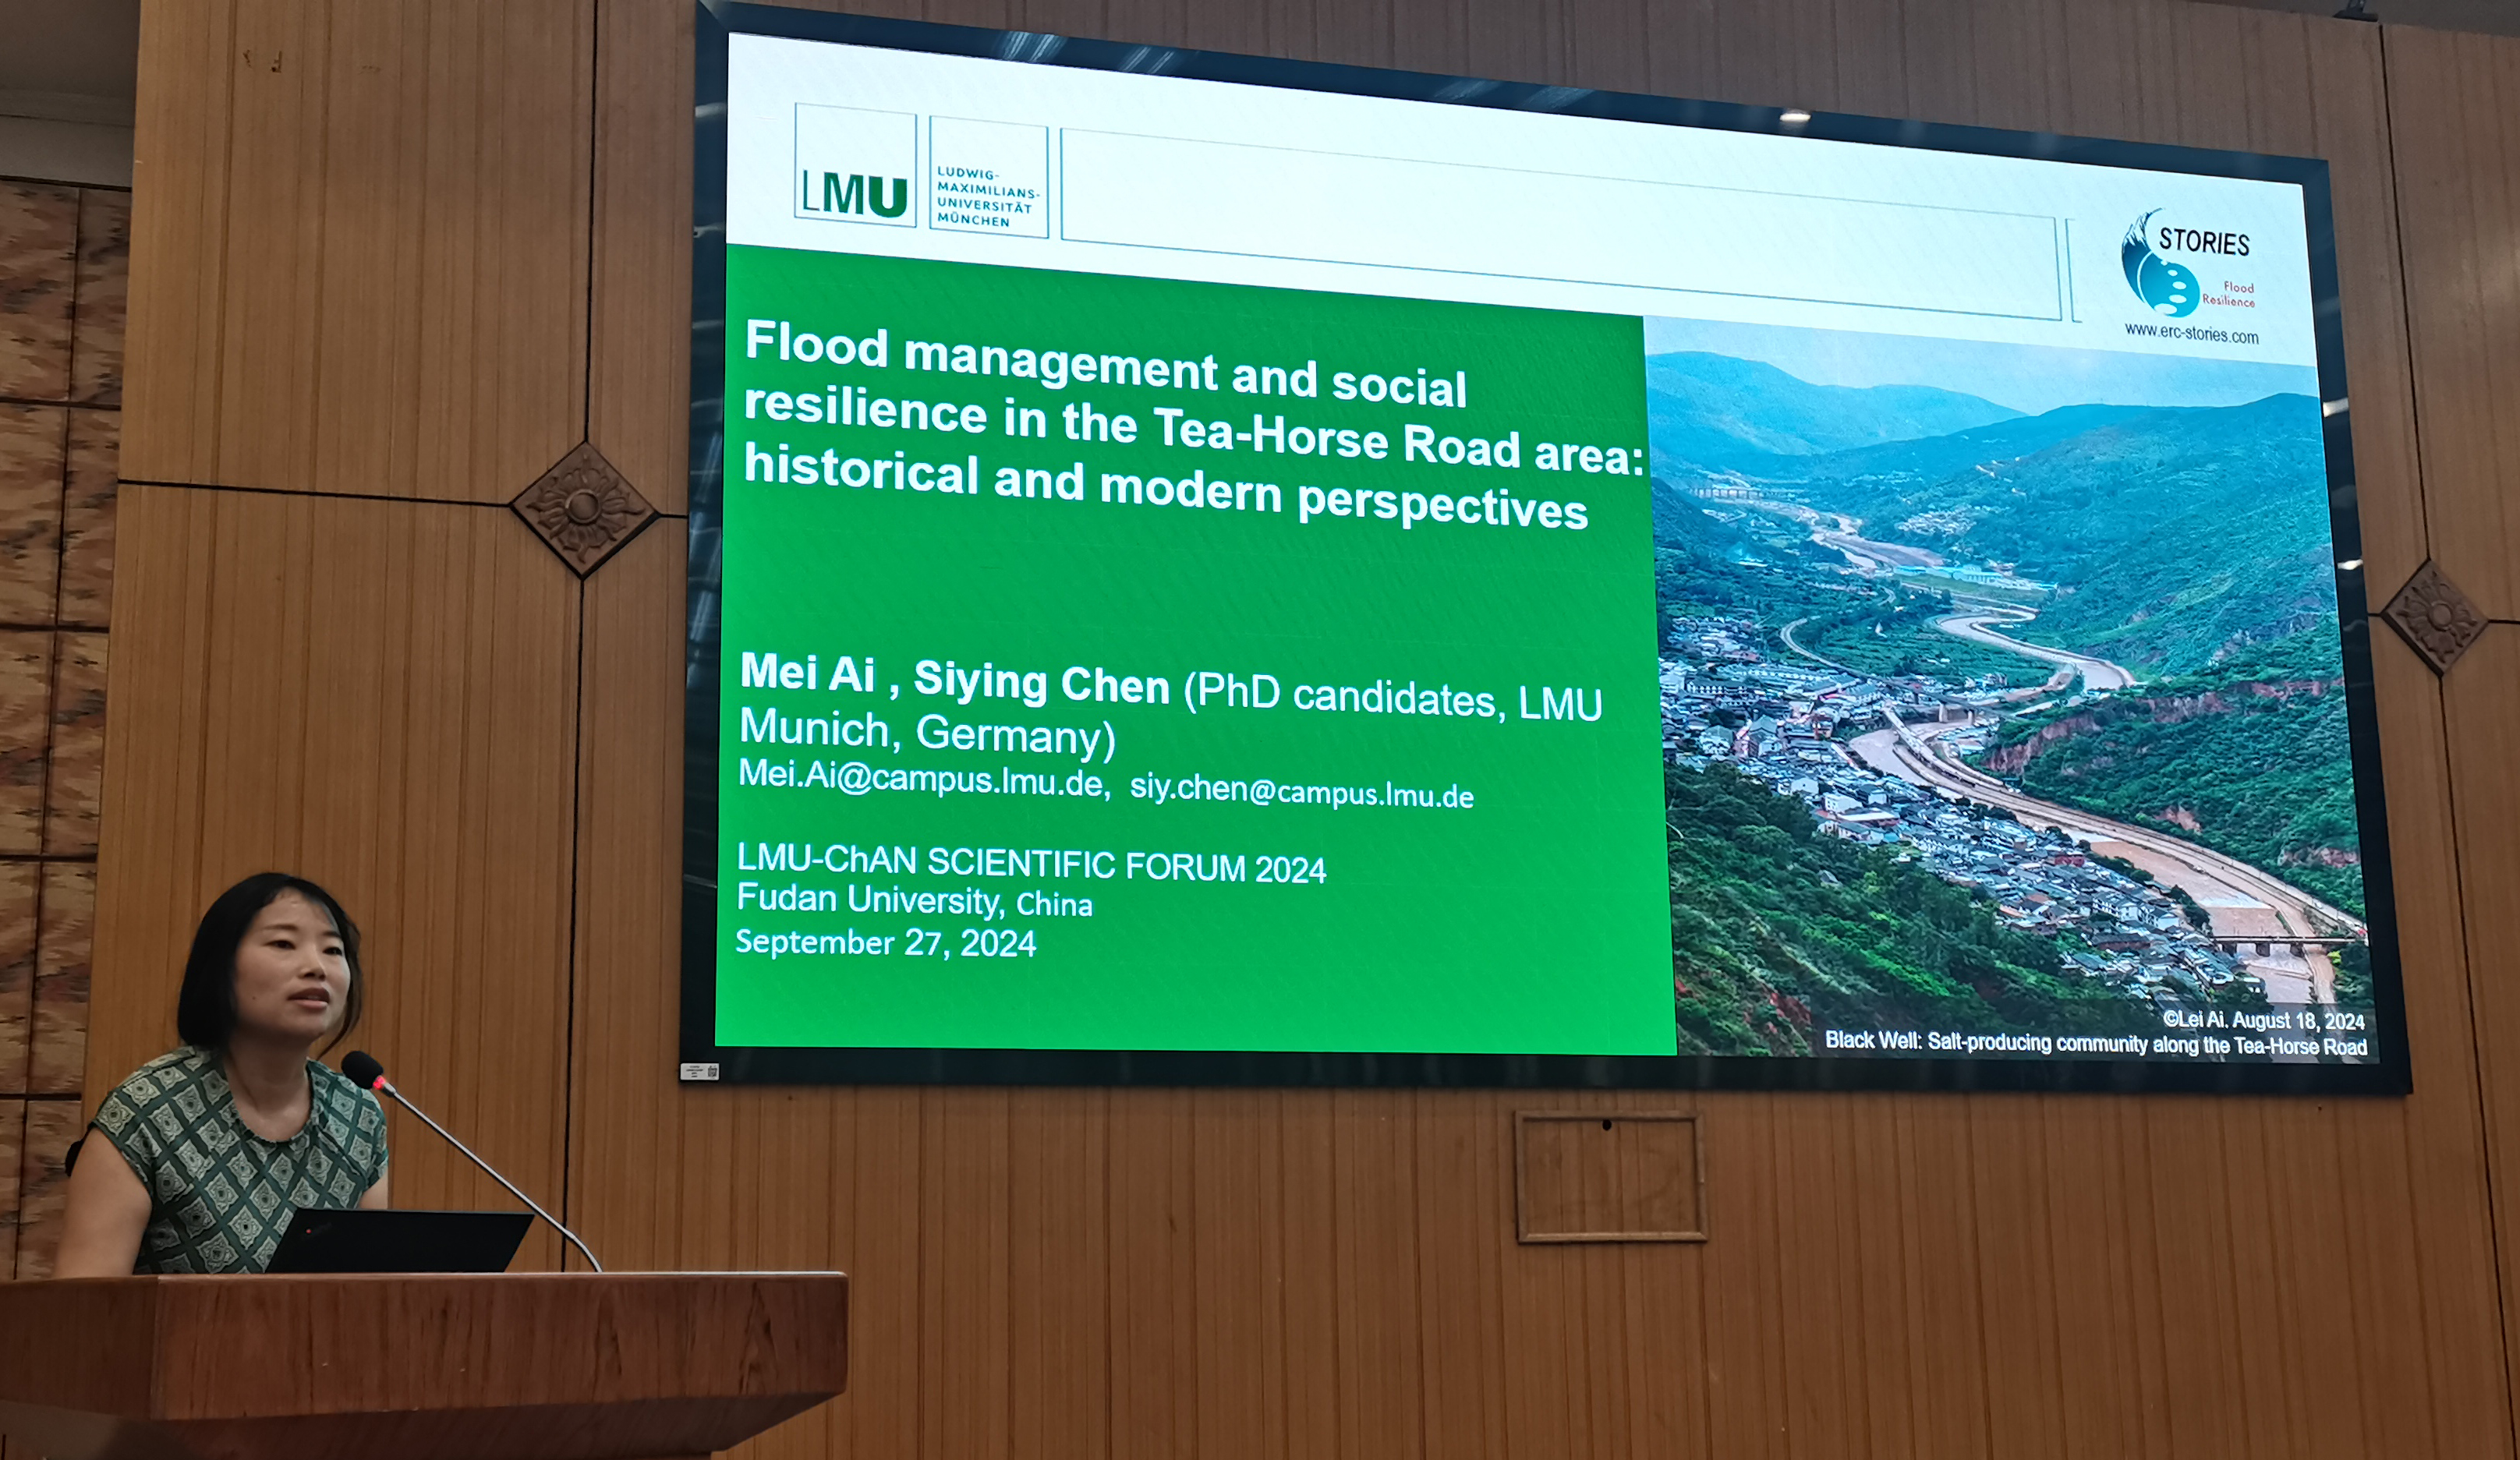 LMU
LUDWIG-
MAXIMILIANS-
UNIVERSITÄT
MÜNCHEN
STORIES
Flood
Resilience
www.erc-stories.com
Flood management and social
resilience in the Tea-Horse Road area:
historical and modern perspectives
Mei Ai , Siying Chen (PhD candidates, LMU
Munich, Germany)
Mei.Ai@campus.lmu.de, siy.chen@campus.lmu.de
LMU-ChAN SCIENTIFIC FORUM 2024
Fudan University, China
September 27, 2024
©Lei Ai. August 18, 2024
Black Well: Salt-producing community along the Tea-Horse Road